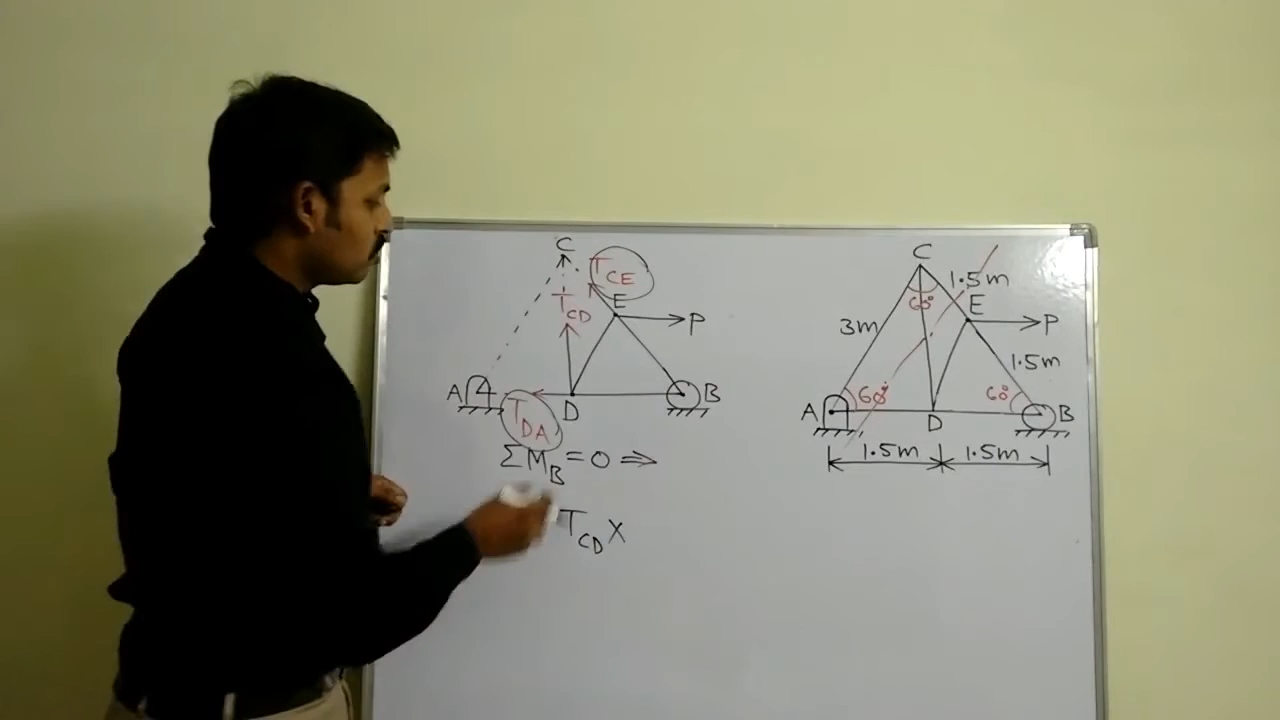 C
T_CE
E
T_CD
P
A
D
B
T_DA
ΣM_B = 0 ⇒
T_CD X
C
60°
1.5m
E
3m
P
1.5m
60°
60°
A
D
B
1.5m
1.5m